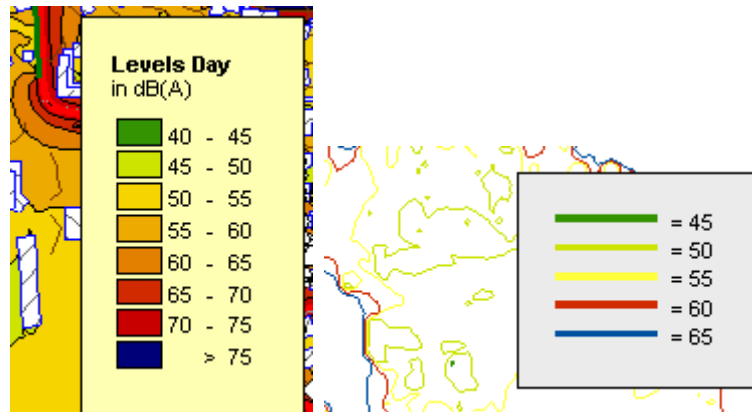 Levels Day
in dB(A)
40 - 45
45 - 50
50 - 55
55 - 60
60 - 65
65 - 70
70 - 75
> 75
= 45
= 50
= 55
= 60
= 65